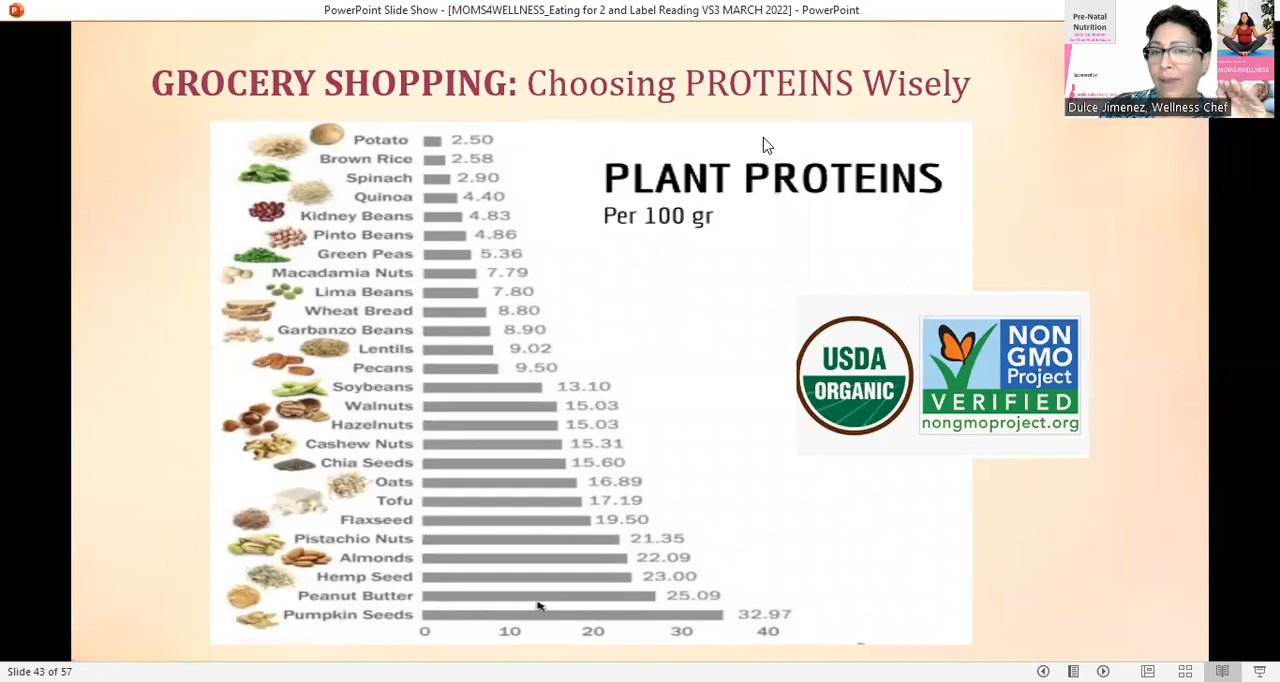 PowerPoint Slide Show - [MOMS4WELLNESS_Eating for 2 and Label Reading VS3 MARCH 2022] - PowerPoint
Pre-Natal
Nutrition
Sponsored by
MOMS4WELLNESS
Dulce Jimenez, Wellness Chef
GROCERY SHOPPING: Choosing PROTEINS Wisely
PLANT PROTEINS
Per 100 gr
Potato 2.50
Brown Rice 2.58
Spinach 2.90
Quinoa 4.40
Kidney Beans 4.83
Pinto Beans 4.86
Green Peas 5.36
Macadamia Nuts 7.79
Lima Beans 7.80
Wheat Bread 8.80
Garbanzo Beans 8.90
Lentils 9.02
Pecans 9.50
Soybeans 13.10
Walnuts 15.03
Hazelnuts 15.03
Cashew Nuts 15.31
Chia Seeds 15.60
Oats 16.89
Tofu 17.19
Flaxseed 19.50
Pistachio Nuts 21.35
Almonds 22.09
Hemp Seed 23.00
Peanut Butter 25.09
Pumpkin Seeds 32.97
0 10 20 30 40
USDA
ORGANIC
NON
GMO
Project
VERIFIED
nongmoproject.org
Slide 43 of 57